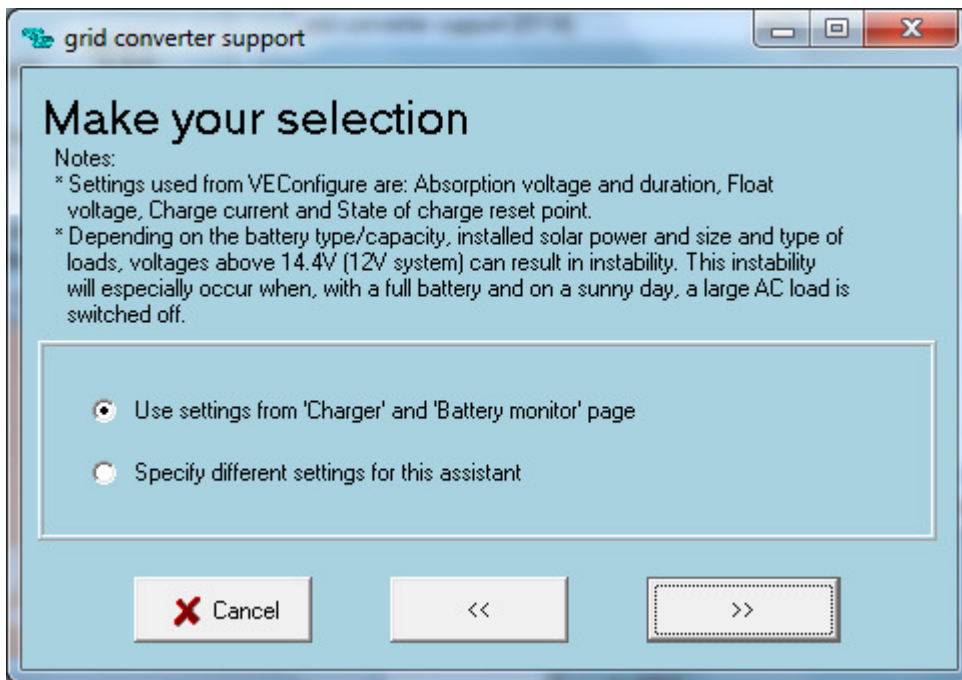 grid converter support
Make your selection
Notes:
* Settings used from VEConfigure are: Absorption voltage and duration, Float
voltage, Charge current and State of charge reset point.
* Depending on the battery type/capacity, installed solar power and size and type of
loads, voltages above 14.4V (12V system) can result in instability. This instability
will especially occur when, with a full battery and on a sunny day, a large AC load is
switched off.
Use settings from 'Charger' and 'Battery monitor' page
Specify different settings for this assistant
Cancel << >>